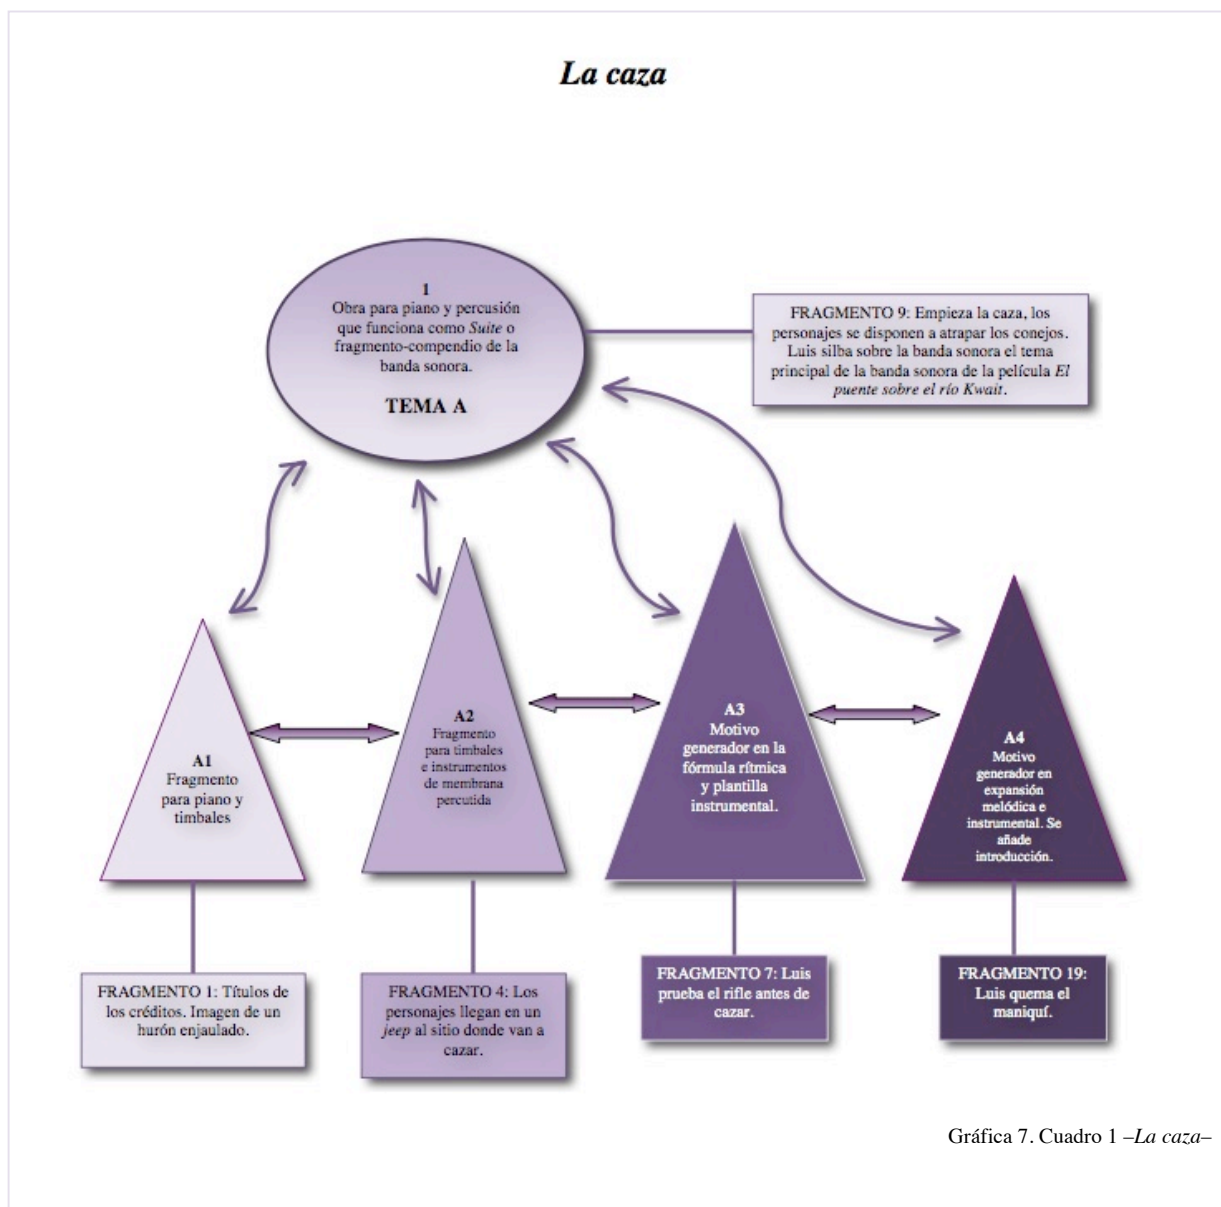 La caza
1
Obra para piano y percusión
que funciona como Suite o
fragmento-compendio de la
banda sonora.
TEMA A
FRAGMENTO 9: Empieza la caza, los
personajes se disponen a atrapar los conejos.
Luis silba sobre la banda sonora el tema
principal de la banda sonora de la película El
puente sobre el río Kwait.
A1
Fragmento
para piano y
timbales
A2
Fragmento
para timbales
e instrumentos
de membrana
percutida
A3
Motivo
generador en la
fórmula rítmica
y plantilla
instrumental.
A4
Motivo
generador en
expansión
melódica e
instrumental. Se
añade
introducción.
FRAGMENTO 1: Títulos de
los créditos. Imagen de un
hurón enjaulado.
FRAGMENTO 4: Los
personajes llegan en un
jeep al sitio donde van a
cazar.
FRAGMENTO 7: Luis
prueba el rifle antes de
cazar.
FRAGMENTO 19:
Luis quema el
maniquí.
Gráfica 7. Cuadro 1 –La caza–